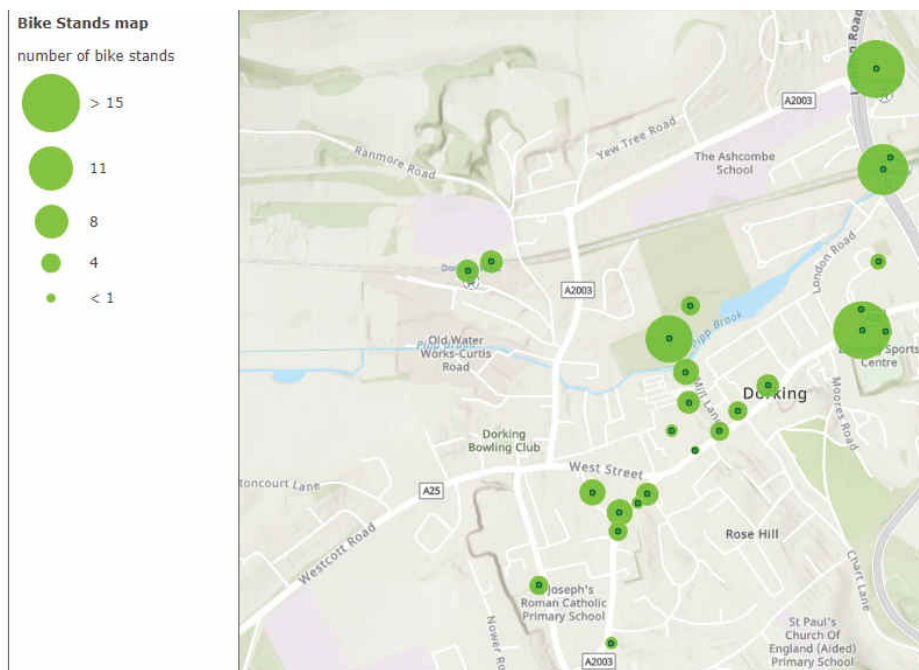 Bike Stands map
number of bike stands
> 15
11
8
4
< 1
Road
A2003
Yew Tree Road
Ranmore Road
The Ashcombe
School
London Road
A2003
Old Water
Works-Curtis
Road
Pipp Brook
Mill Lane
Dorking
Sports
Centre
Moores Road
Dorking
Bowling Club
West Street
toncourt Lane
A25
Westcott Road
Rose Hill
Chart Lane
Joseph's
Roman Catholic
Primary School
Nower Ro
A2003
St Paul's
Church Of
England (Aided)
Primary School